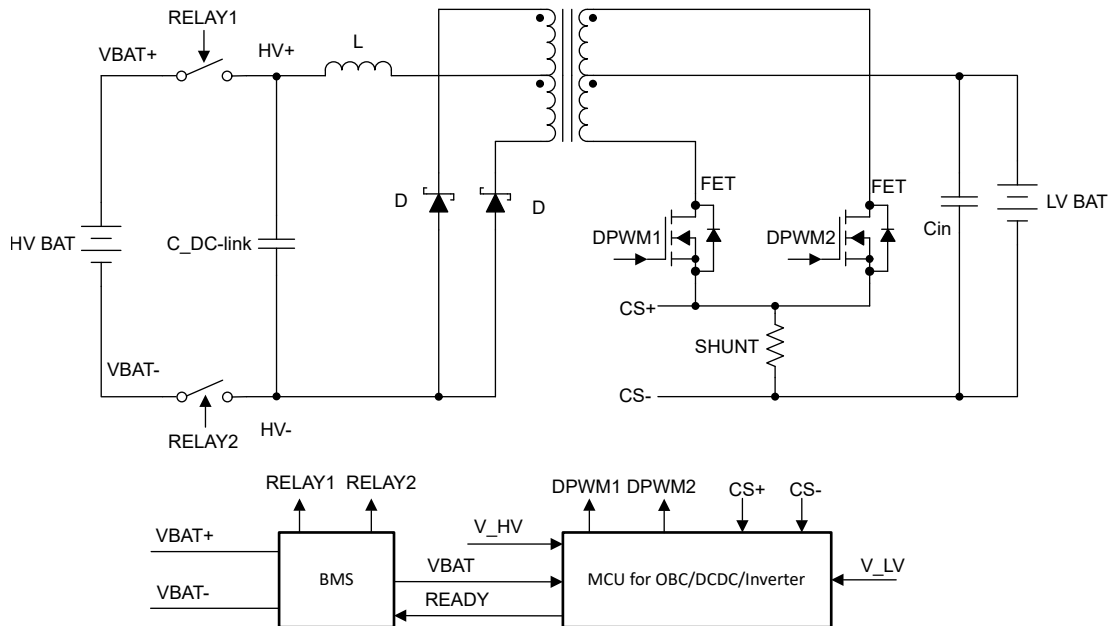 RELAY1
VBAT+
HV+
L
D
D
FET
FET
DPWM1
DPWM2
Cin
LV BAT
HV BAT
C_DC-link
CS+
SHUNT
CS-
VBAT-
RELAY2
HV-
RELAY1
RELAY2
DPWM1
DPWM2
CS+
CS-
VBAT+
VBAT-
BMS
V_HV
VBAT
READY
MCU for OBC/DCDC/Inverter
V_LV